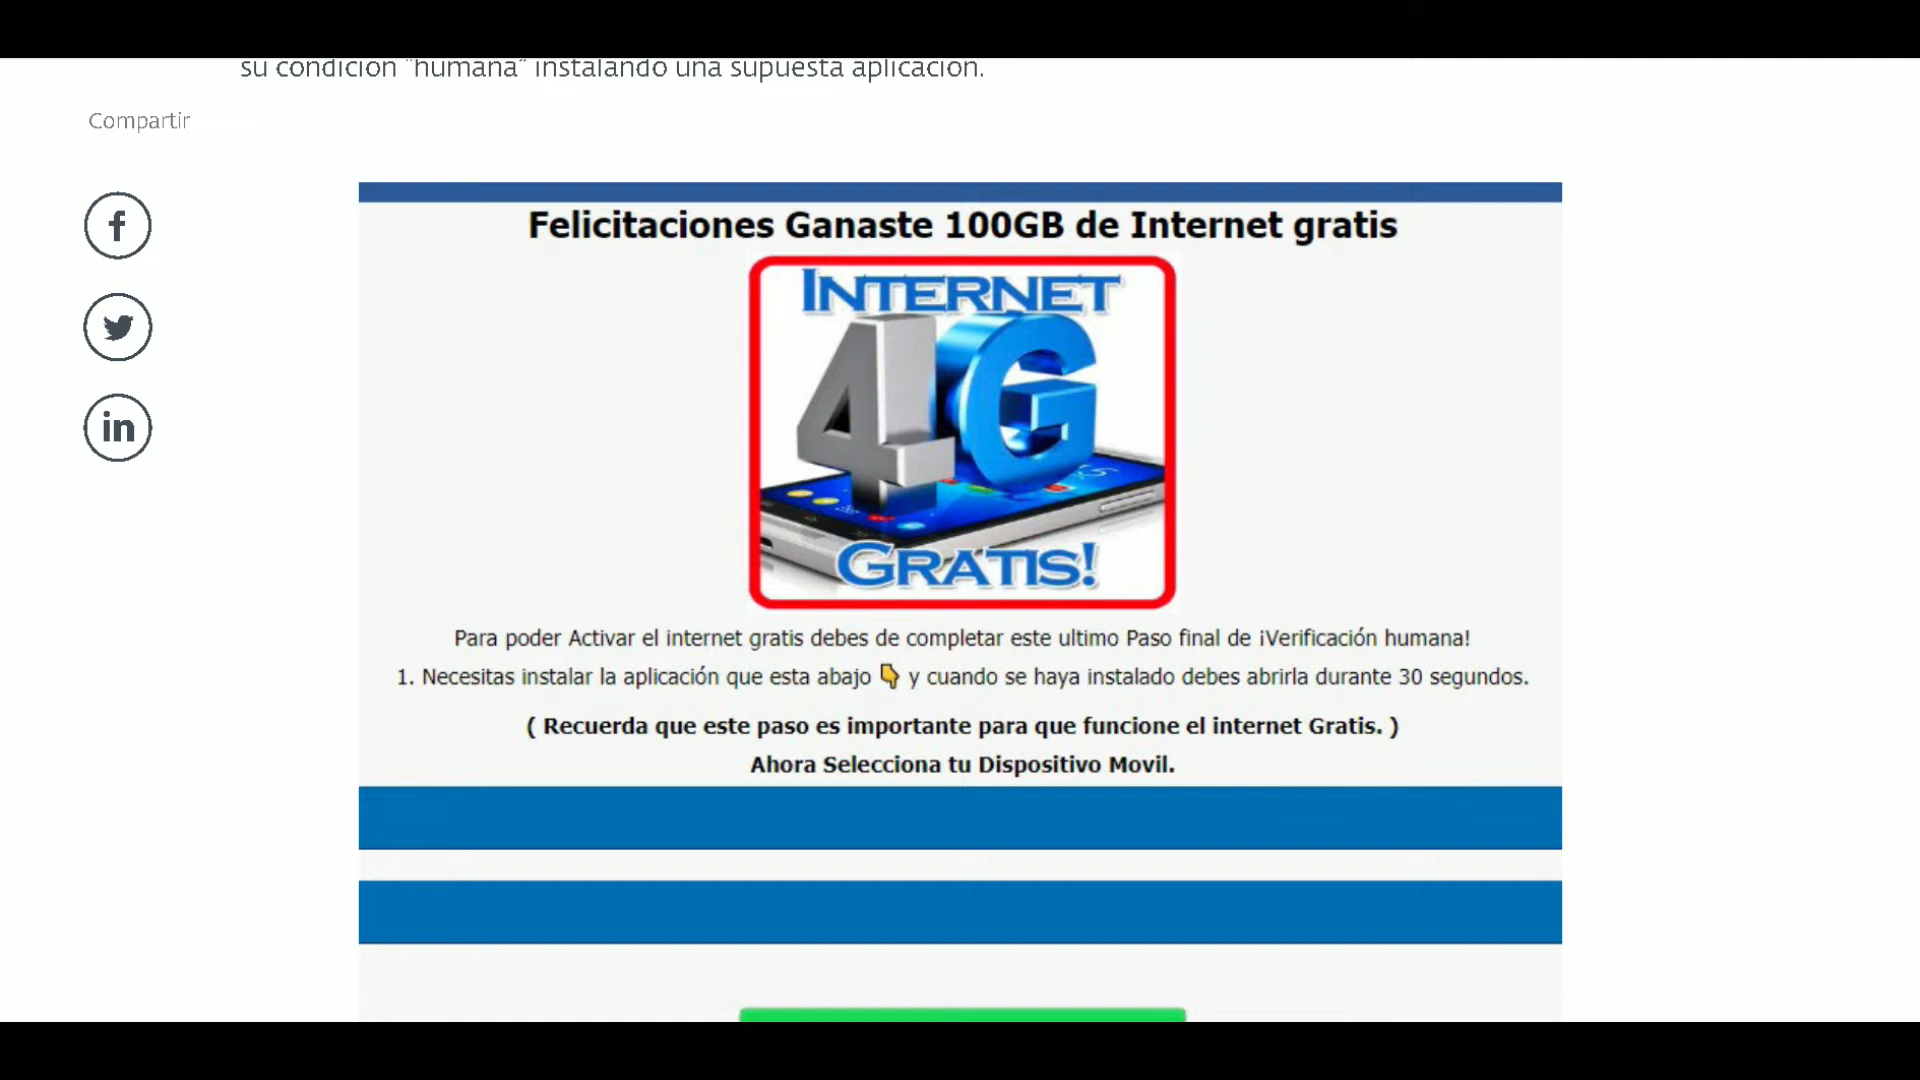 su condición "humana" instalando una supuesta aplicación.
Compartir
f
in
Felicitaciones Ganaste 100GB de Internet gratis
INTERNET
4G
GRATIS!
Para poder Activar el internet gratis debes de completar este ultimo Paso final de ¡Verificación humana!
1. Necesitas instalar la aplicación que esta abajo 👇 y cuando se haya instalado debes abrirla durante 30 segundos.
( Recuerda que este paso es importante para que funcione el internet Gratis. )
Ahora Selecciona tu Dispositivo Movil.